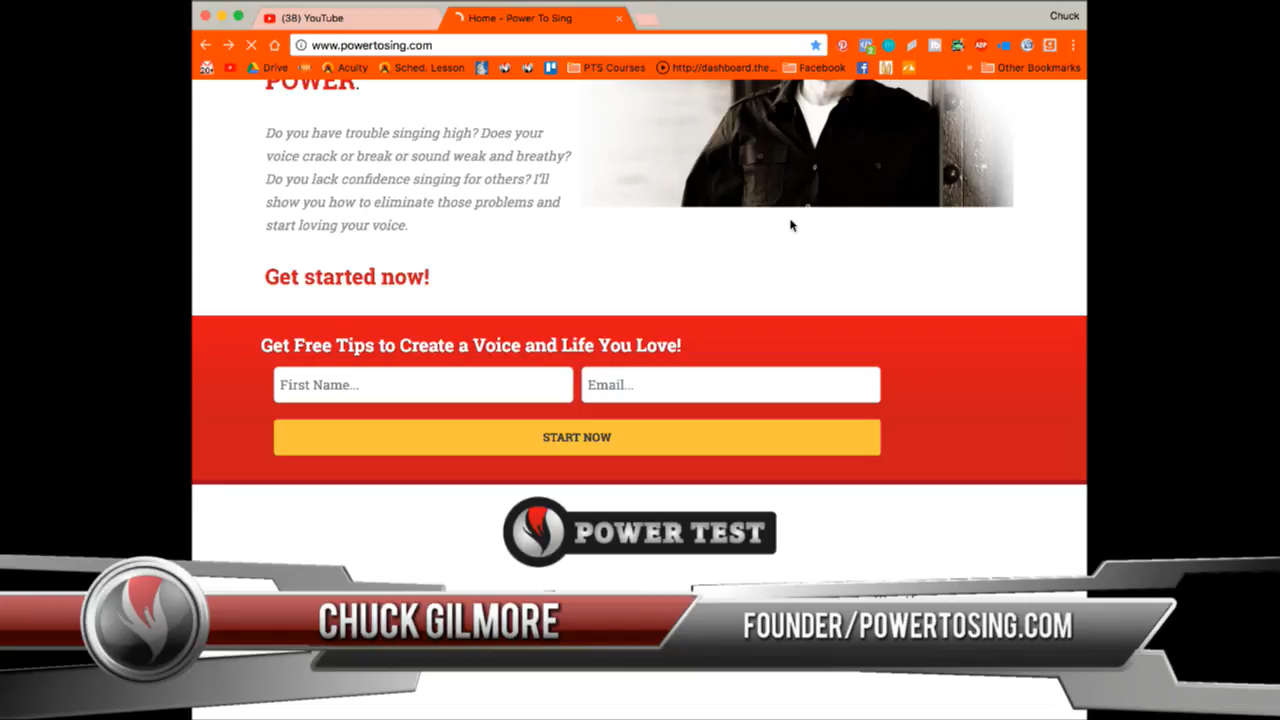 (38) YouTube
Home - Power To Sing
Chuck
www.powertosing.com
Drive
Acuity
Sched. Lesson
PTS Courses
http://dashboard.the...
Facebook
Other Bookmarks
POWER.
Do you have trouble singing high? Does your
voice crack or break or sound weak and breathy?
Do you lack confidence singing for others? I'll
show you how to eliminate those problems and
start loving your voice.
Get started now!
Get Free Tips to Create a Voice and Life You Love!
First Name...
Email...
START NOW
POWER TEST
CHUCK GILMORE
FOUNDER/POWERTOSING.COM